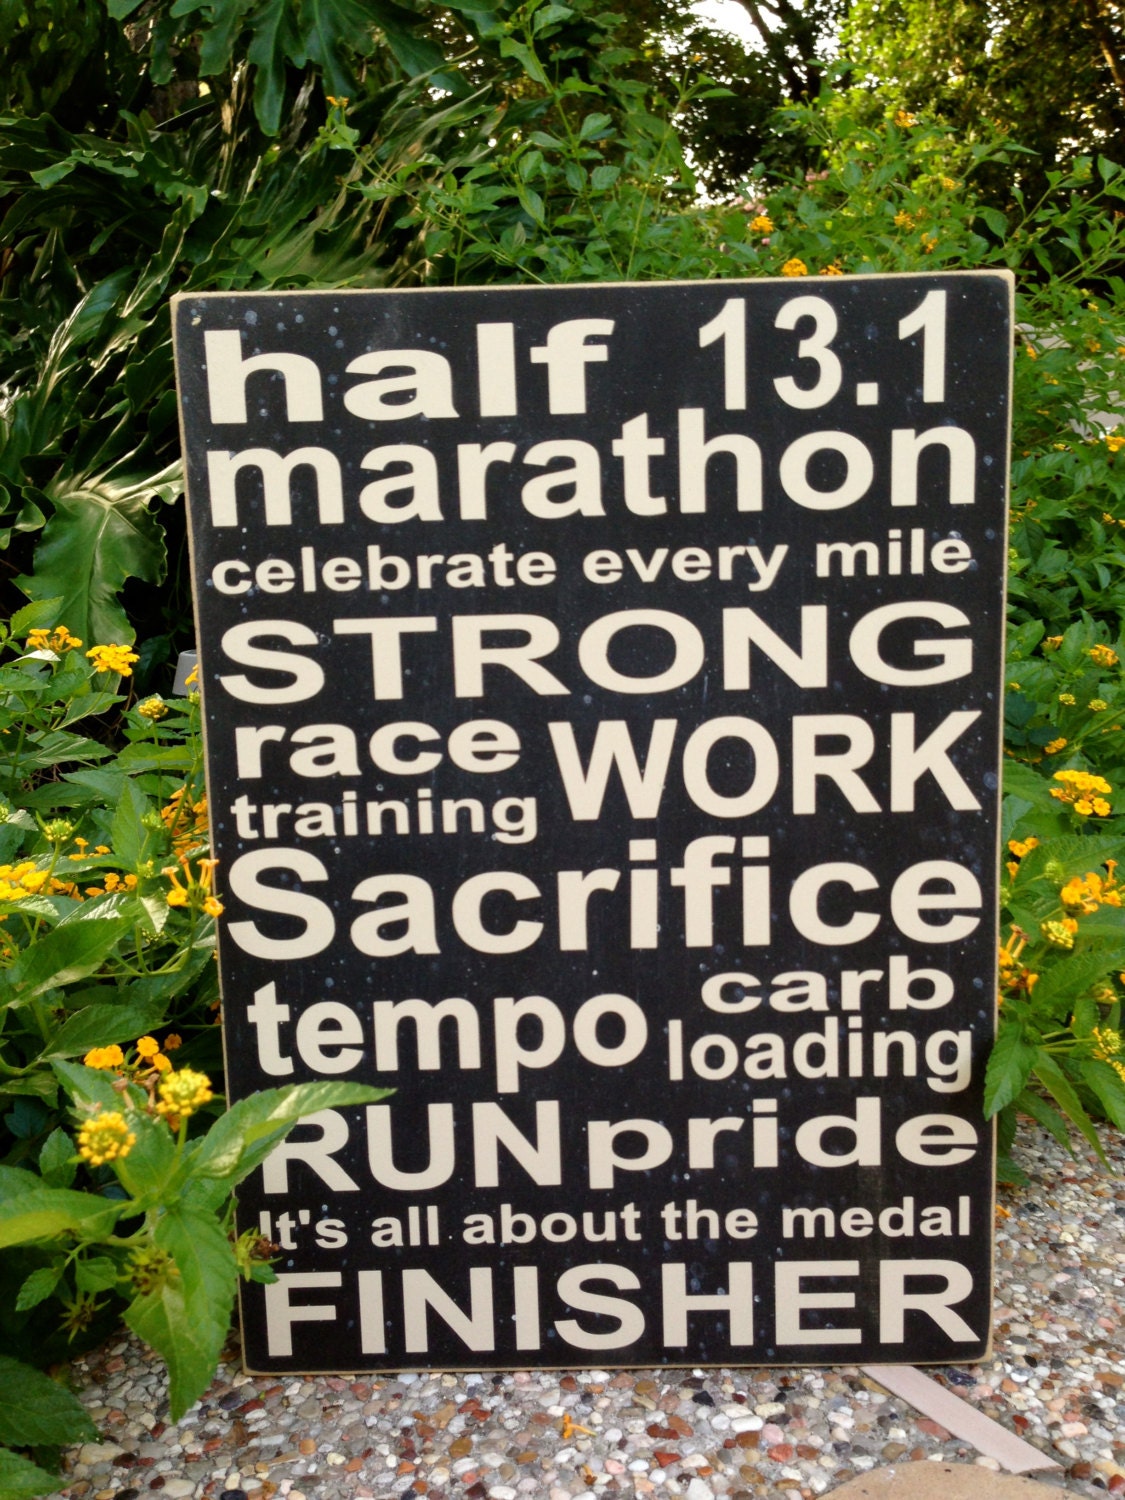 half 13.1
marathon
celebrate every mile
STRONG
race
training
WORK
Sacrifice
tempo
carb
loading
RUN pride
It's all about the medal
FINISHER